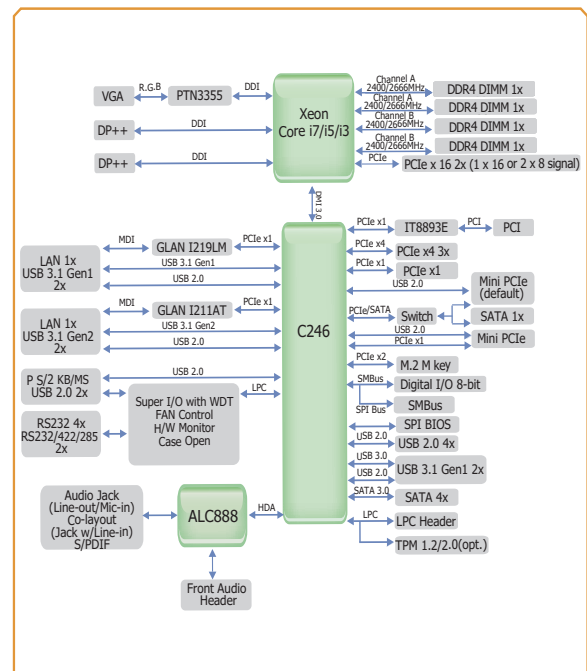 R.G.B
VGA
PTN3355
DDI
DP++
DDI
DP++
DDI
Xeon
Core i7/i5/i3
Channel A
2400/2666MHz
DDR4 DIMM 1x
Channel A
2400/2666MHz
DDR4 DIMM 1x
Channel B
2400/2666MHz
DDR4 DIMM 1x
Channel B
2400/2666MHz
DDR4 DIMM 1x
PCIe
PCIe x 16 2x (1 x 16 or 2 x 8 signal)
DMI 3.0
C246
LAN 1x
USB 3.1 Gen1
2x
MDI
GLAN I219LM
PCIe x1
USB 3.1 Gen1
USB 2.0
LAN 1x
USB 3.1 Gen2
2x
MDI
GLAN I211AT
PCIe x1
USB 3.1 Gen2
USB 2.0
P S/2 KB/MS
USB 2.0 2x
USB 2.0
RS232 4x
RS232/422/285
2x
Super I/O with WDT
FAN Control
H/W Monitor
Case Open
LPC
Audio Jack
(Line-out/Mic-in)
Co-layout
(Jack w/Line-in)
S/PDIF
ALC888
HDA
Front Audio
Header
PCIe x1
IT8893E
PCI
PCI
PCIe x4
PCIe x4 3x
PCIe x1
PCIe x1
USB 2.0
Mini PCIe
(default)
PCIe/SATA
Switch
SATA 1x
USB 2.0
PCIe x1
Mini PCIe
PCIe x2
M.2 M key
SMBus
Digital I/O 8-bit
SMBus
SPI Bus
SPI BIOS
USB 2.0
USB 2.0 4x
USB 3.0
USB 2.0
USB 3.1 Gen1 2x
SATA 3.0
SATA 4x
LPC
LPC Header
TPM 1.2/2.0(opt.)